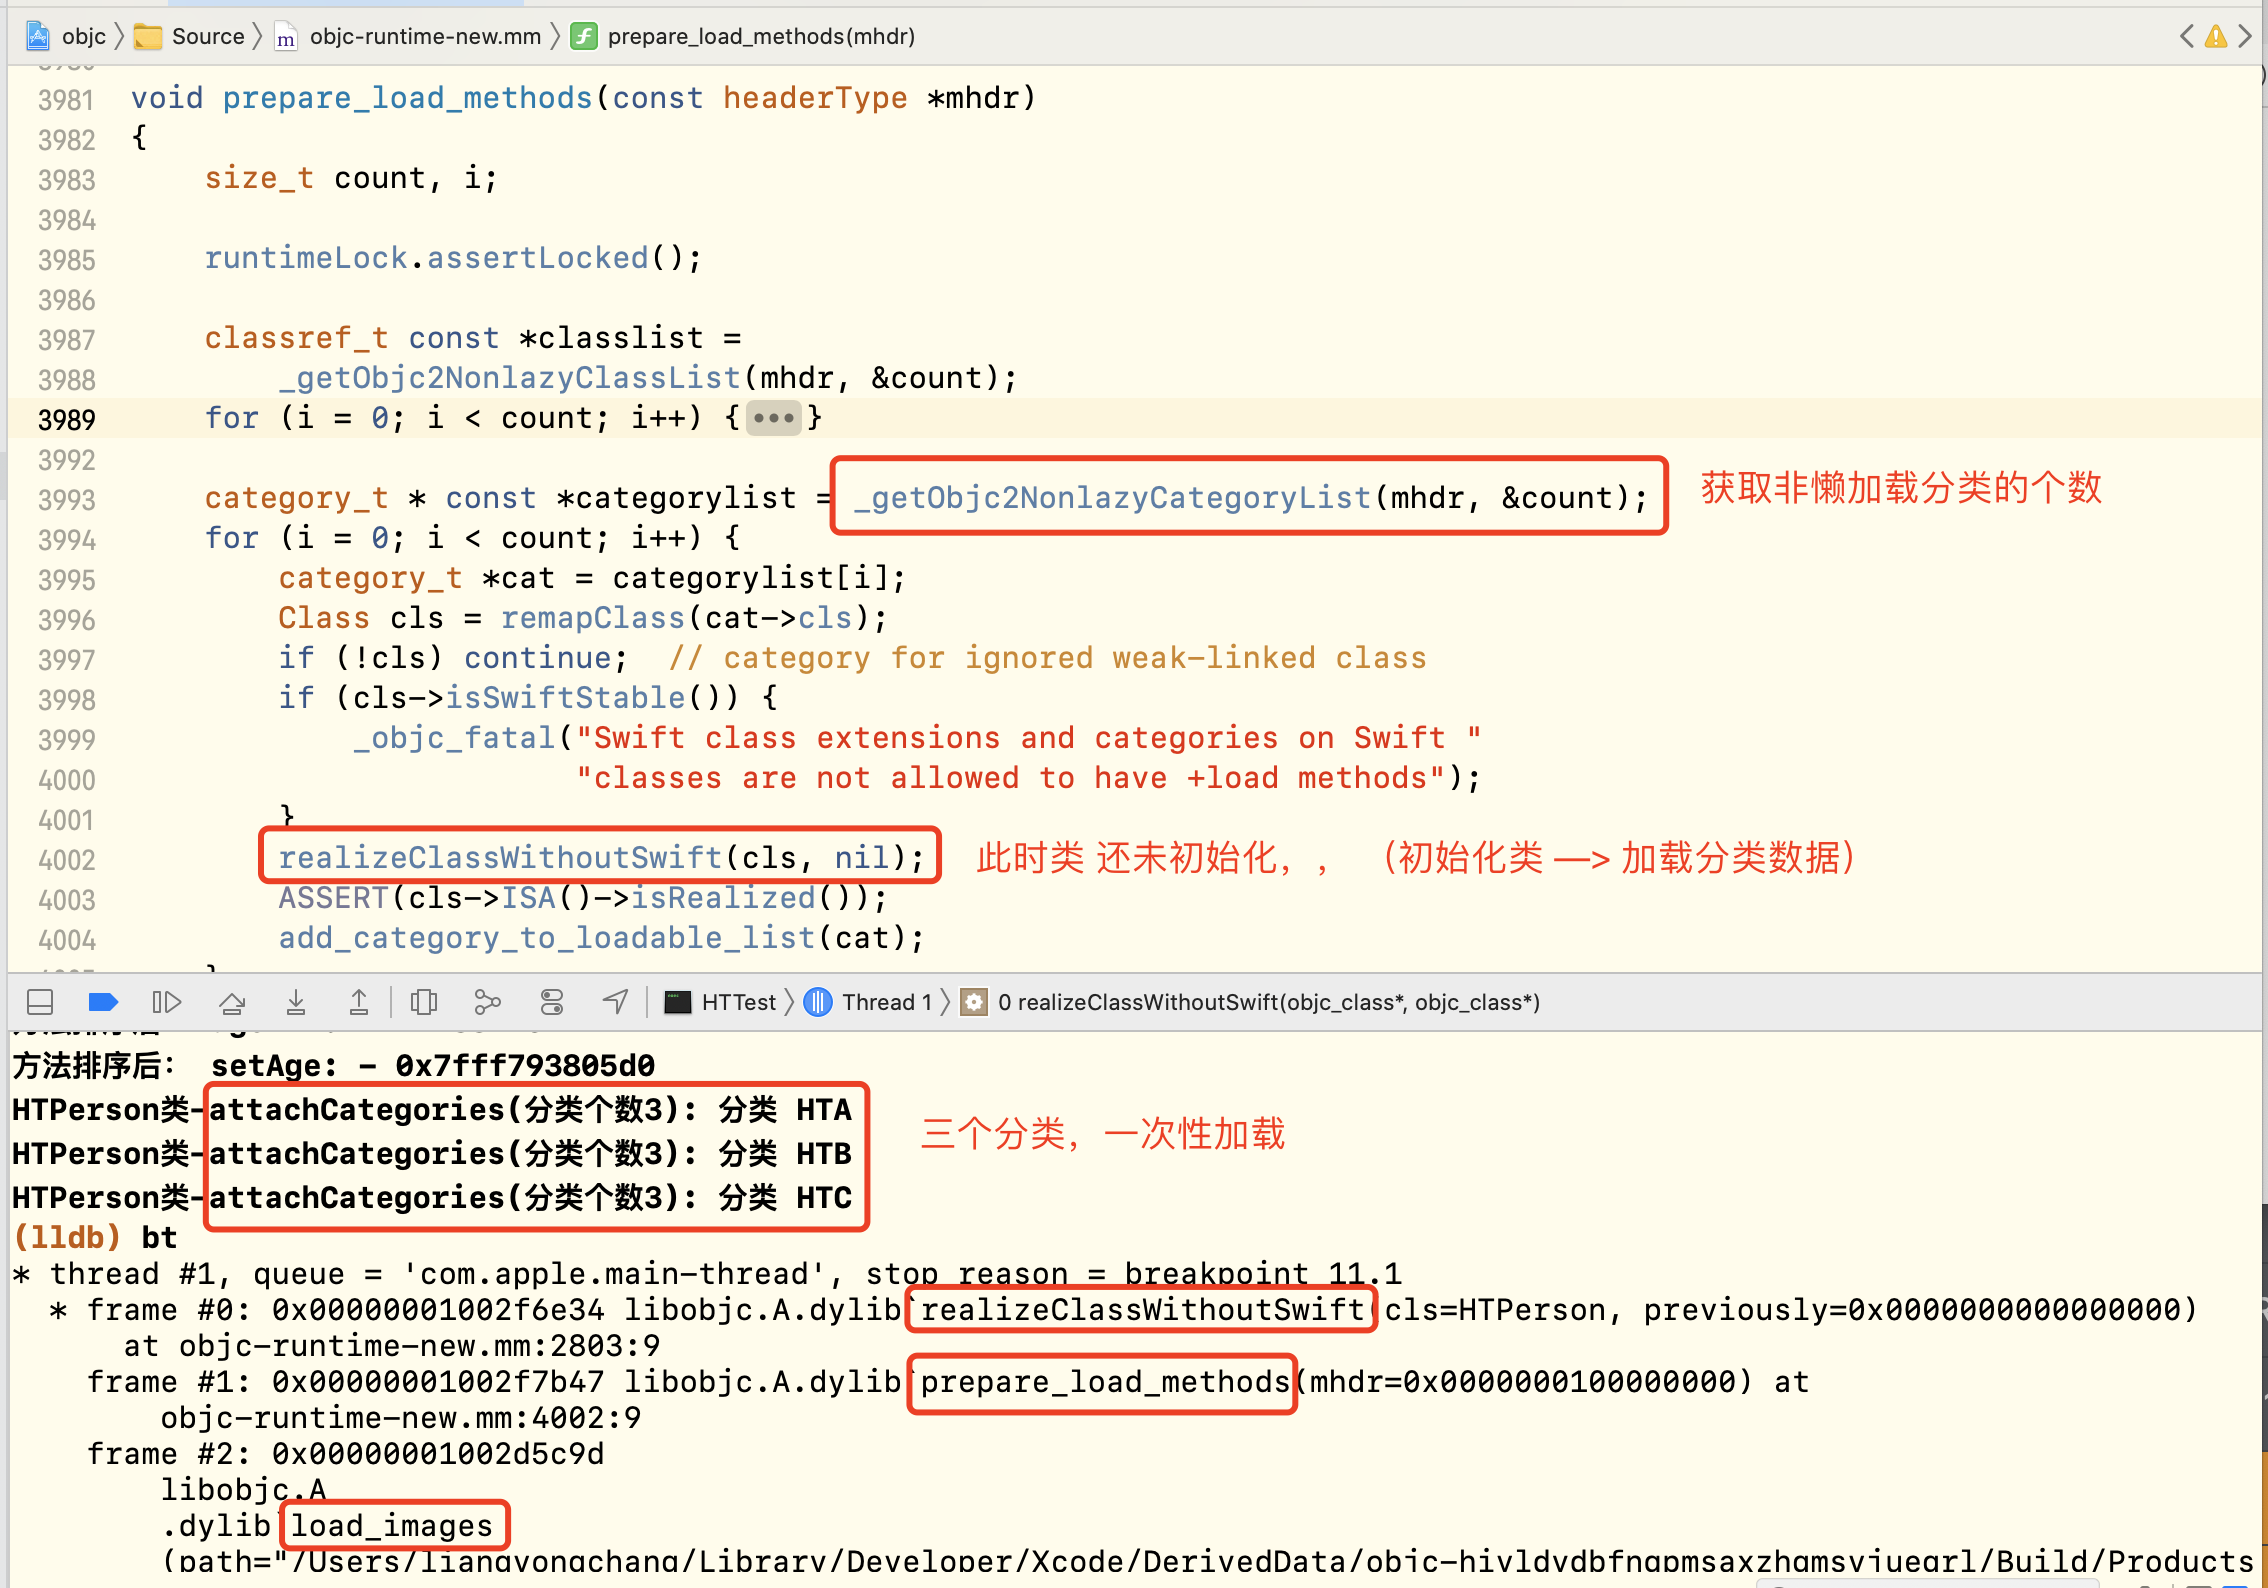 objc 〉 Source 〉 m objc-runtime-new.mm 〉 f prepare_load_methods(mhdr)
3981 void prepare_load_methods(const headerType *mhdr)
3982 {
3983 size_t count, i;
3984
3985 runtimeLock.assertLocked();
3986
3987 classref_t const *classlist =
3988 _getObjc2NonlazyClassList(mhdr, &count);
3989 for (i = 0; i < count; i++) {•••}
3992
3993 category_t * const *categorylist = _getObjc2NonlazyCategoryList(mhdr, &count); 获取非懒加载分类的个数
3994 for (i = 0; i < count; i++) {
3995 category_t *cat = categorylist[i];
3996 Class cls = remapClass(cat->cls);
3997 if (!cls) continue; // category for ignored weak-linked class
3998 if (cls->isSwiftStable()) {
3999 _objc_fatal("Swift class extensions and categories on Swift "
4000 "classes are not allowed to have +load methods");
4001 }
4002 realizeClassWithoutSwift(cls, nil); 此时类 还未初始化，，（初始化类 —> 加载分类数据）
4003 ASSERT(cls->ISA()->isRealized());
4004 add_category_to_loadable_list(cat);
}
HTTest 〉 Thread 1 〉 0 realizeClassWithoutSwift(objc_class*, objc_class*)
方法排序后： setAge: - 0x7fff793805d0
HTPerson类-attachCategories(分类个数3): 分类 HTA
HTPerson类-attachCategories(分类个数3): 分类 HTB
HTPerson类-attachCategories(分类个数3): 分类 HTC
三个分类，一次性加载
(lldb) bt
* thread #1, queue = 'com.apple.main-thread', stop reason = breakpoint 11.1
* frame #0: 0x00000001002f6e34 libobjc.A.dylib`realizeClassWithoutSwift(cls=HTPerson, previously=0x0000000000000000)
at objc-runtime-new.mm:2803:9
frame #1: 0x00000001002f7b47 libobjc.A.dylib`prepare_load_methods(mhdr=0x0000000100000000) at
objc-runtime-new.mm:4002:9
frame #2: 0x00000001002d5c9d
libobjc.A
.dylib`load_images
(path="/Users/liangyongchang/Library/Developer/Xcode/DerivedData/